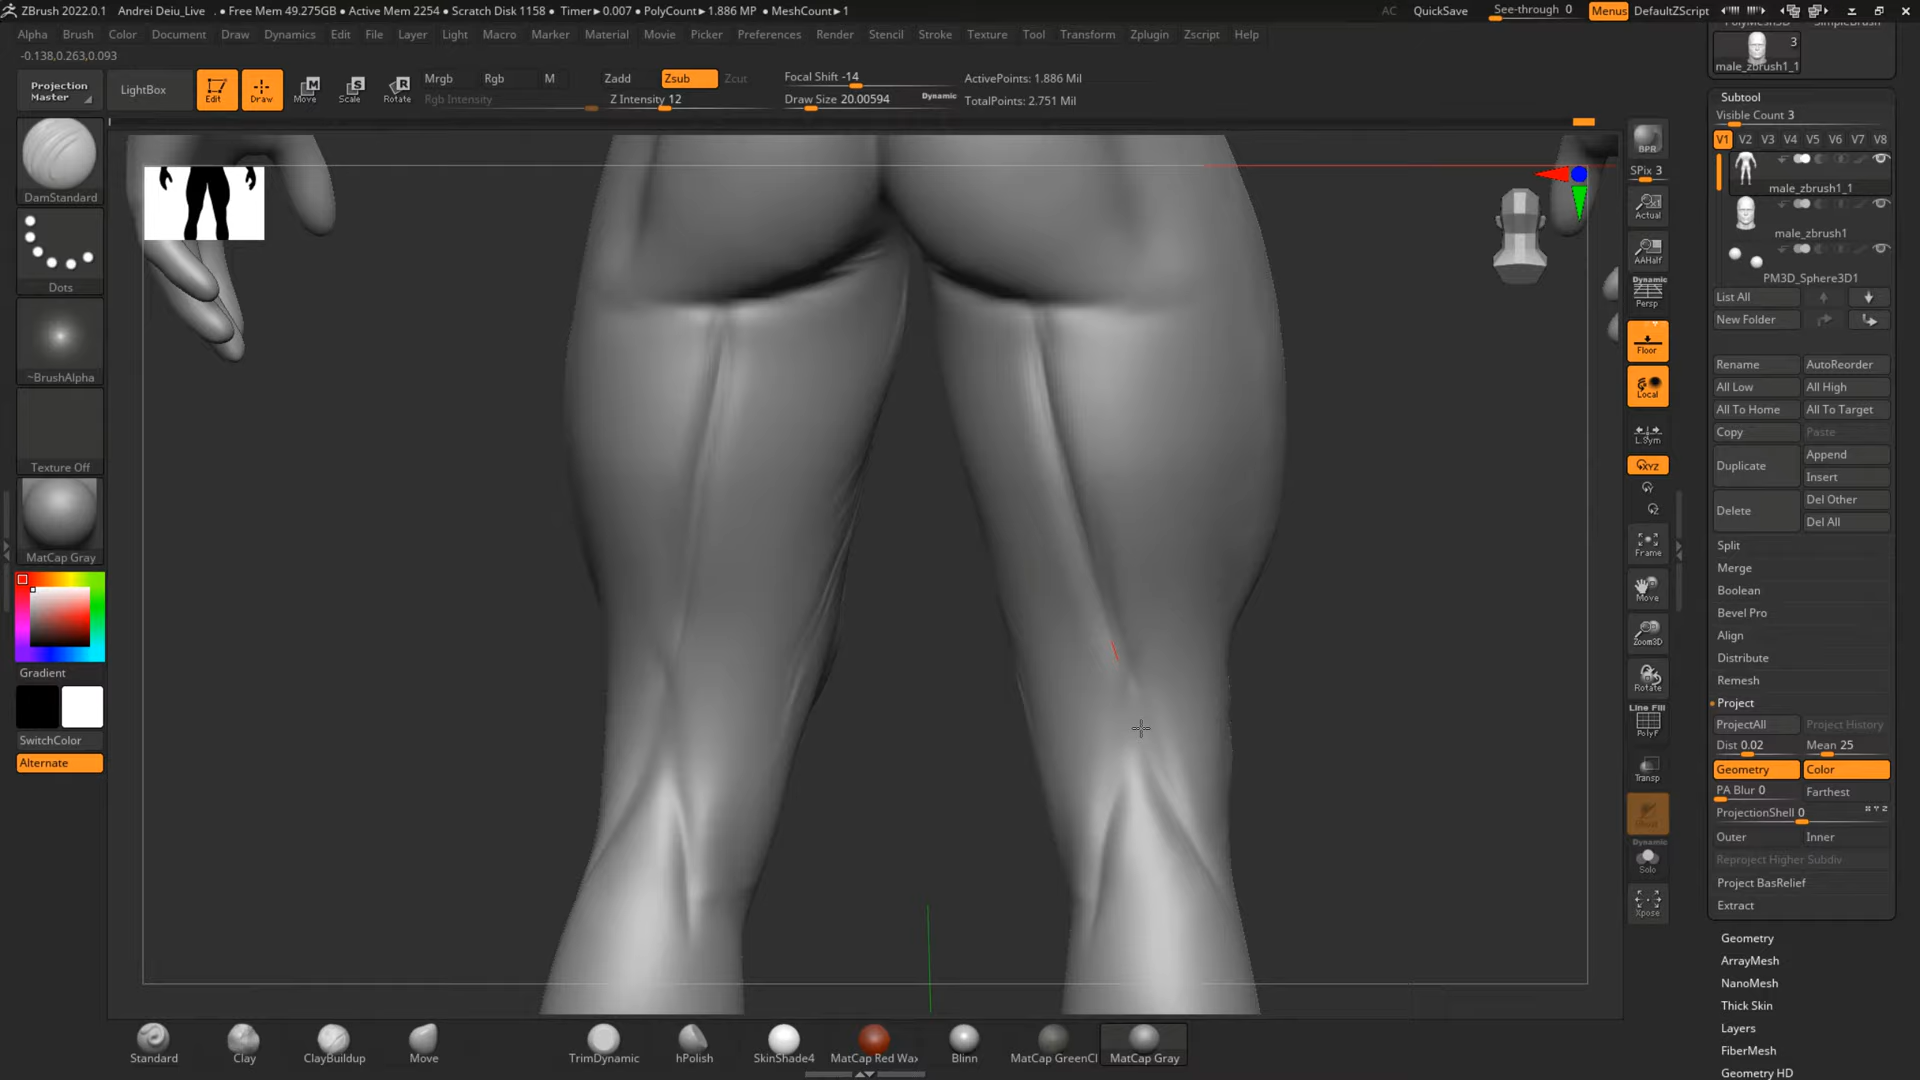 ZBrush 2022.0.1 Andrei Deiu_Live • Free Mem 49.275GB • Active Mem 2254 • Scratch Disk 1158 • Timer▸0.007 • PolyCount▸1.886 MP • MeshCount▸1 AC QuickSave See-through 0 Menus DefaultZScript
Alpha Brush Color Document Draw Dynamics Edit File Layer Light Macro Marker Material Movie Picker Preferences Render Stencil Stroke Texture Tool Transform Zplugin Zscript Help
-0.138,0.263,0.093
Projection Master
LightBox
Edit
Draw
Move
Scale
Rotate
Mrgb Rgb M
Rgb Intensity
Zadd Zsub Zcut
Z Intensity 12
Focal Shift -14
Draw Size 20.00594 Dynamic
ActivePoints: 1.886 Mil
TotalPoints: 2.751 Mil
DamStandard
Dots
~BrushAlpha
Texture Off
MatCap Gray
Gradient
SwitchColor
Alternate
BPR
SPix 3
Actual
AAHalf
Dynamic
Persp
Floor
Local
L.Sym
XYZ
Y
Z
Frame
Move
Zoom3D
Rotate
Line Fill
PolyF
Transp
Dynamic
Solo
Xpose
3
male_zbrush1_1
Subtool
Visible Count 3
V1 V2 V3 V4 V5 V6 V7 V8
male_zbrush1_1
male_zbrush1
PM3D_Sphere3D1
List All
New Folder
Rename AutoReorder
All Low All High
All To Home All To Target
Copy Paste
Duplicate Append
Insert
Delete Del Other
Del All
Split
Merge
Boolean
Bevel Pro
Align
Distribute
Remesh
Project
ProjectAll Project History
Dist 0.02 Mean 25
Geometry Color
PA Blur 0 Farthest
ProjectionShell 0
Outer Inner
Reproject Higher Subdiv
Project BasRelief
Extract
Geometry
ArrayMesh
NanoMesh
Thick Skin
Layers
FiberMesh
Geometry HD
Standard Clay ClayBuildup Move TrimDynamic hPolish SkinShade4 MatCap Red Wax Blinn MatCap GreenCl MatCap Gray